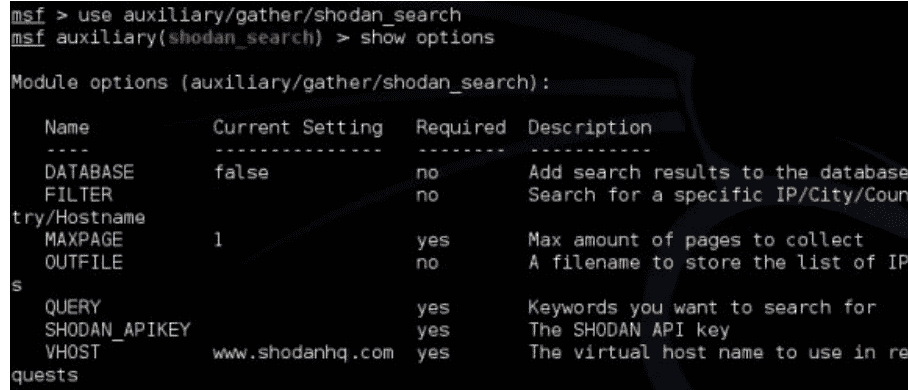 msf > use auxiliary/gather/shodan_search
msf auxiliary(shodan_search) > show options
Module options (auxiliary/gather/shodan_search):
Name Current Setting Required Description
---- --------------- -------- -----------
DATABASE false no Add search results to the database
FILTER no Search for a specific IP/City/Coun
try/Hostname
MAXPAGE 1 yes Max amount of pages to collect
OUTFILE no A filename to store the list of IP
s
QUERY yes Keywords you want to search for
SHODAN_APIKEY yes The SHODAN API key
VHOST www.shodanhq.com yes The virtual host name to use in re
quests